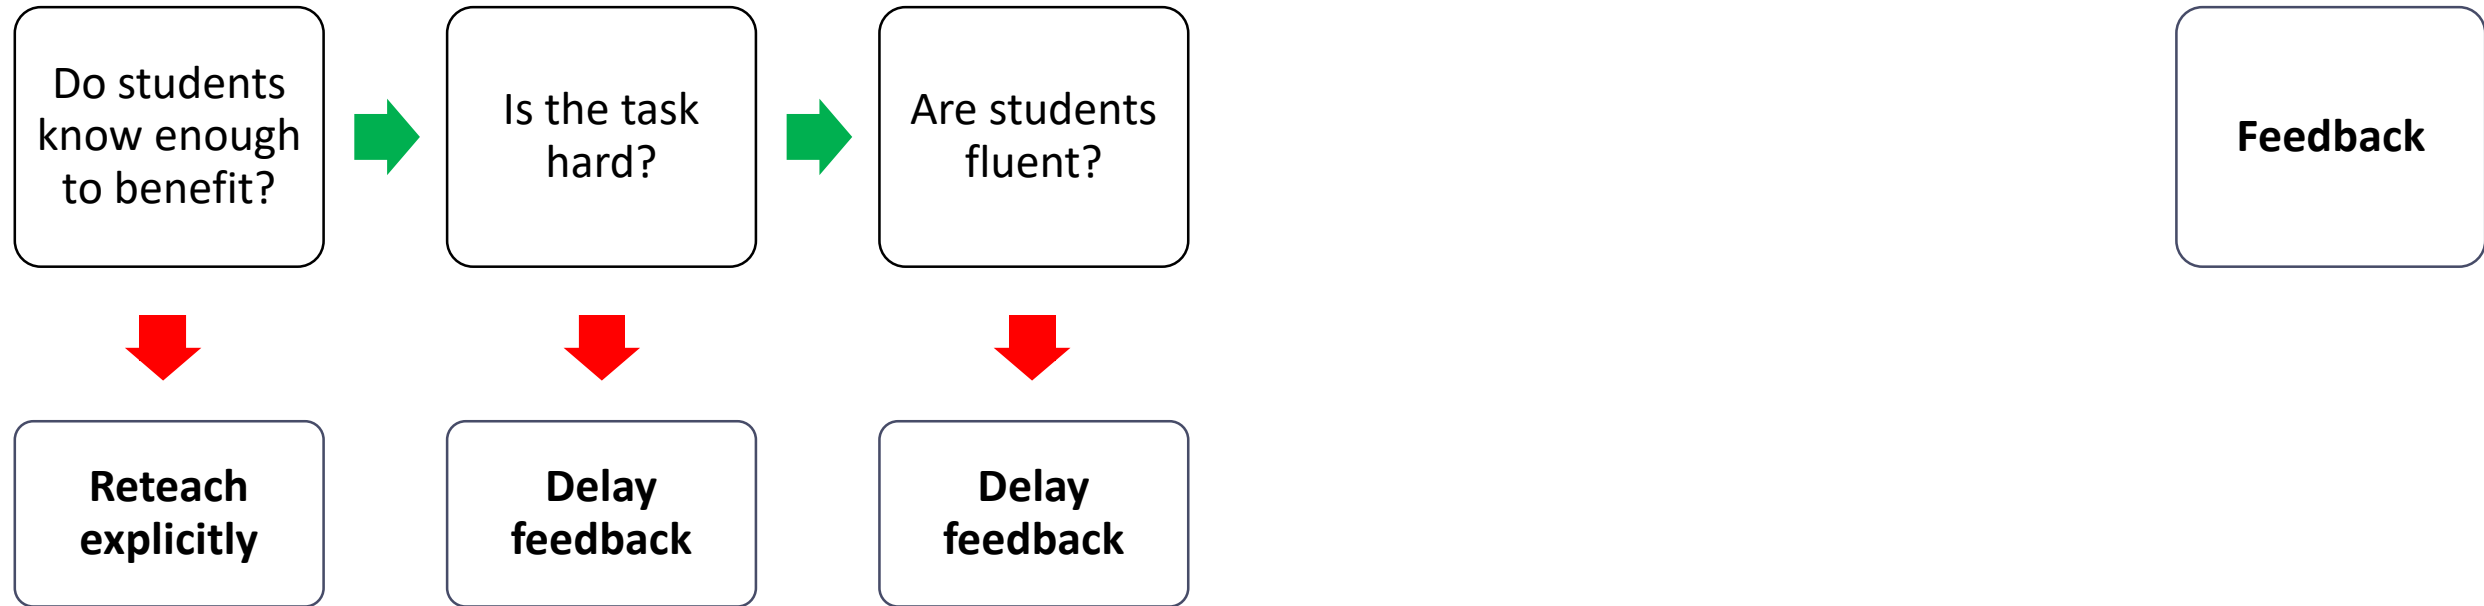 Do students
know enough
to benefit?
Is the task
hard?
Are students
fluent?
Feedback
Reteach
explicitly
Delay
feedback
Delay
feedback